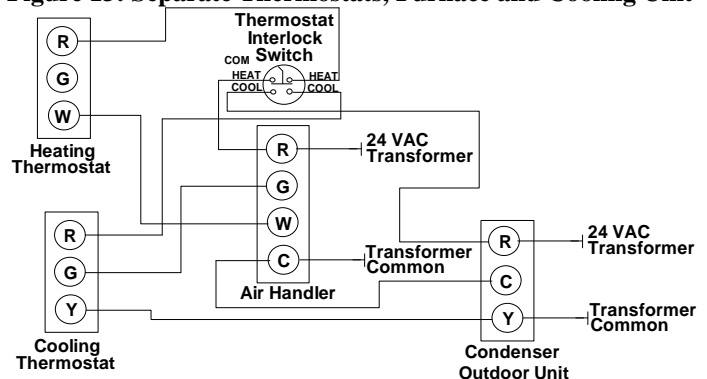 Figure 15: Separate Thermostats, Furnace and Cooling Unit
Thermostat
Interlock
Switch
COM
HEAT HEAT
COOL COOL
R
G
W
Heating
Thermostat
R
G
W
C
Air Handler
24 VAC
Transformer
Transformer
Common
R
G
Y
Cooling
Thermostat
R
C
Y
Condenser
Outdoor Unit
24 VAC
Transformer
Transformer
Common